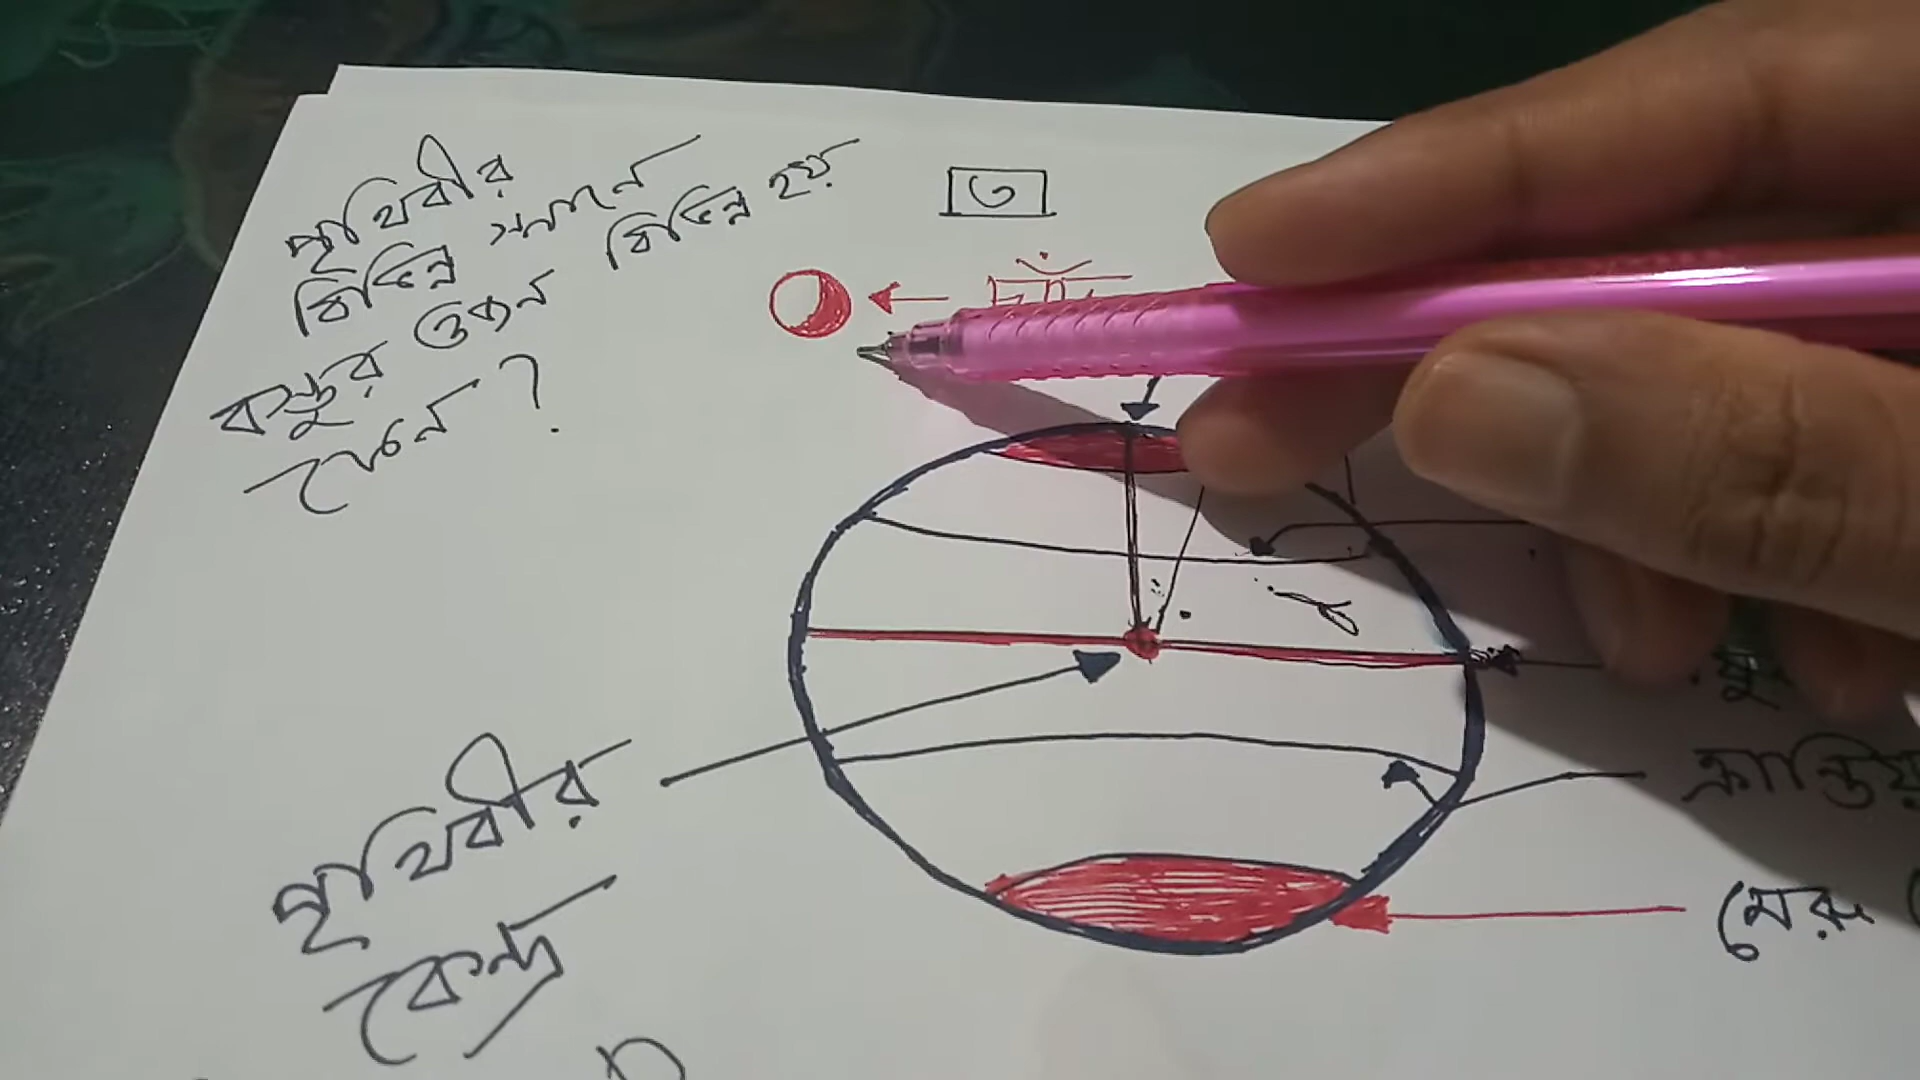 পৃথিবীর
বিভিন্ন স্থানে
বস্তুর ওজন বিভিন্ন হয়
কেন ?
৩
পৃথিবীর
কেন্দ্র
ক্রান্তিয়
মেরু